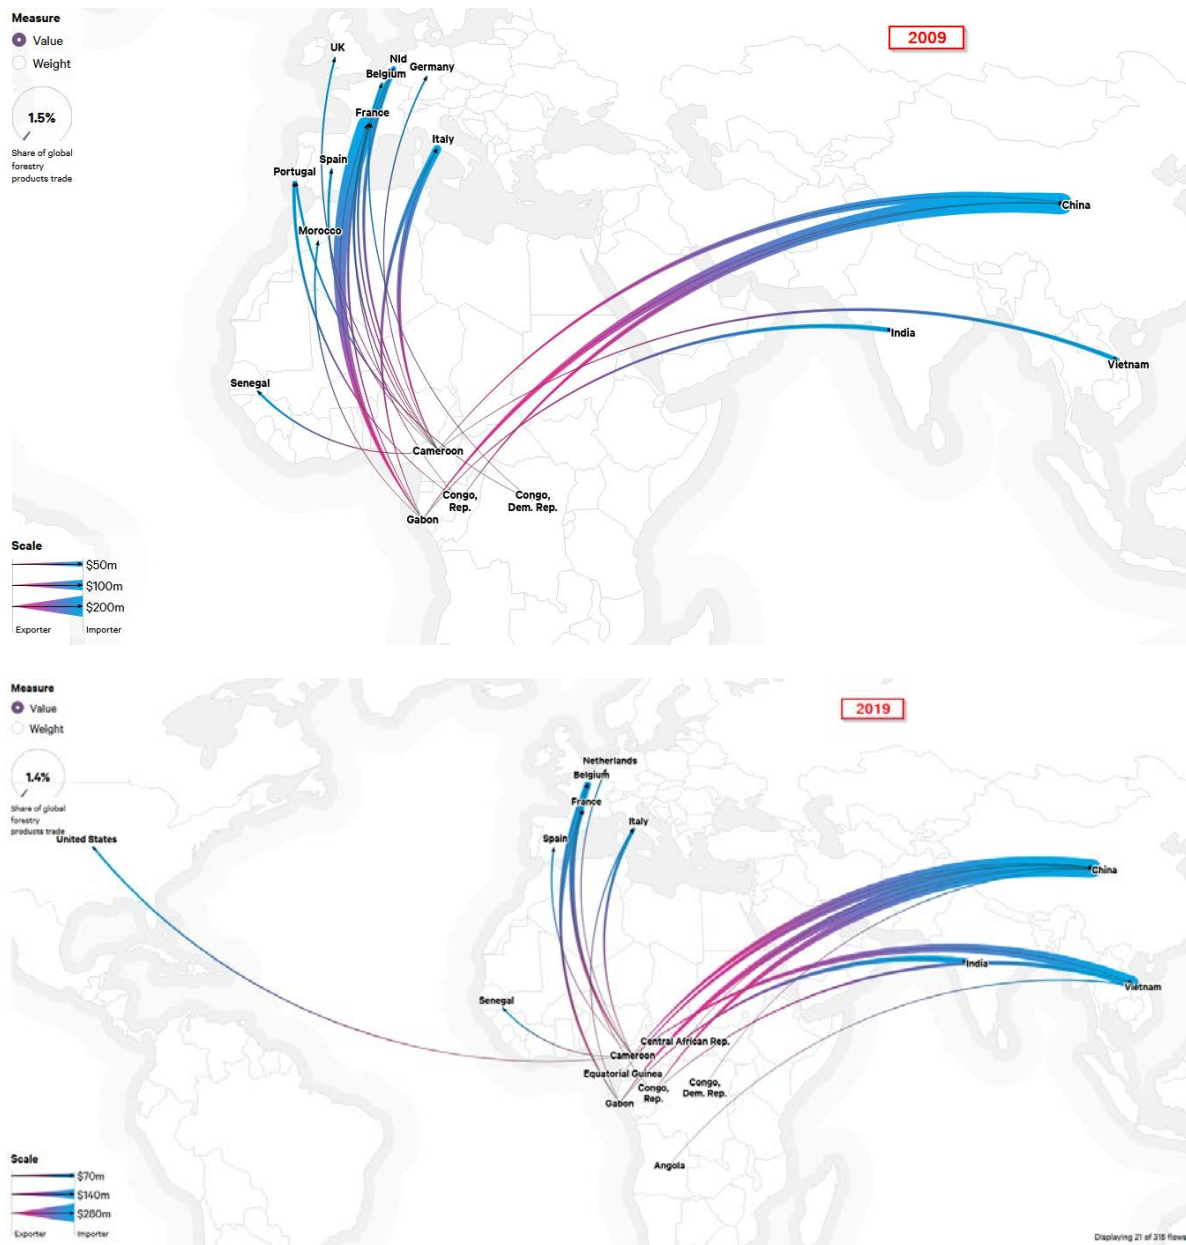 Measure
Value
Weight
1.5%
Share of global
forestry
products trade
2009
UK
Nld
Belgium
Germany
France
Italy
Spain
Portugal
Morocco
China
India
Vietnam
Senegal
Cameroon
Congo,
Rep.
Congo,
Dem. Rep.
Gabon
Scale
$50m
$100m
$200m
Exporter
Importer
Measure
Value
Weight
1.4%
Share of global
forestry
products trade
2019
United States
Netherlands
Belgium
France
Italy
Spain
China
India
Vietnam
Senegal
Central African Rep.
Cameroon
Equatorial Guinea
Congo,
Rep.
Congo,
Dem. Rep.
Gabon
Angola
Scale
$70m
$140m
$280m
Exporter
Importer
Displaying 21 of 318 flows